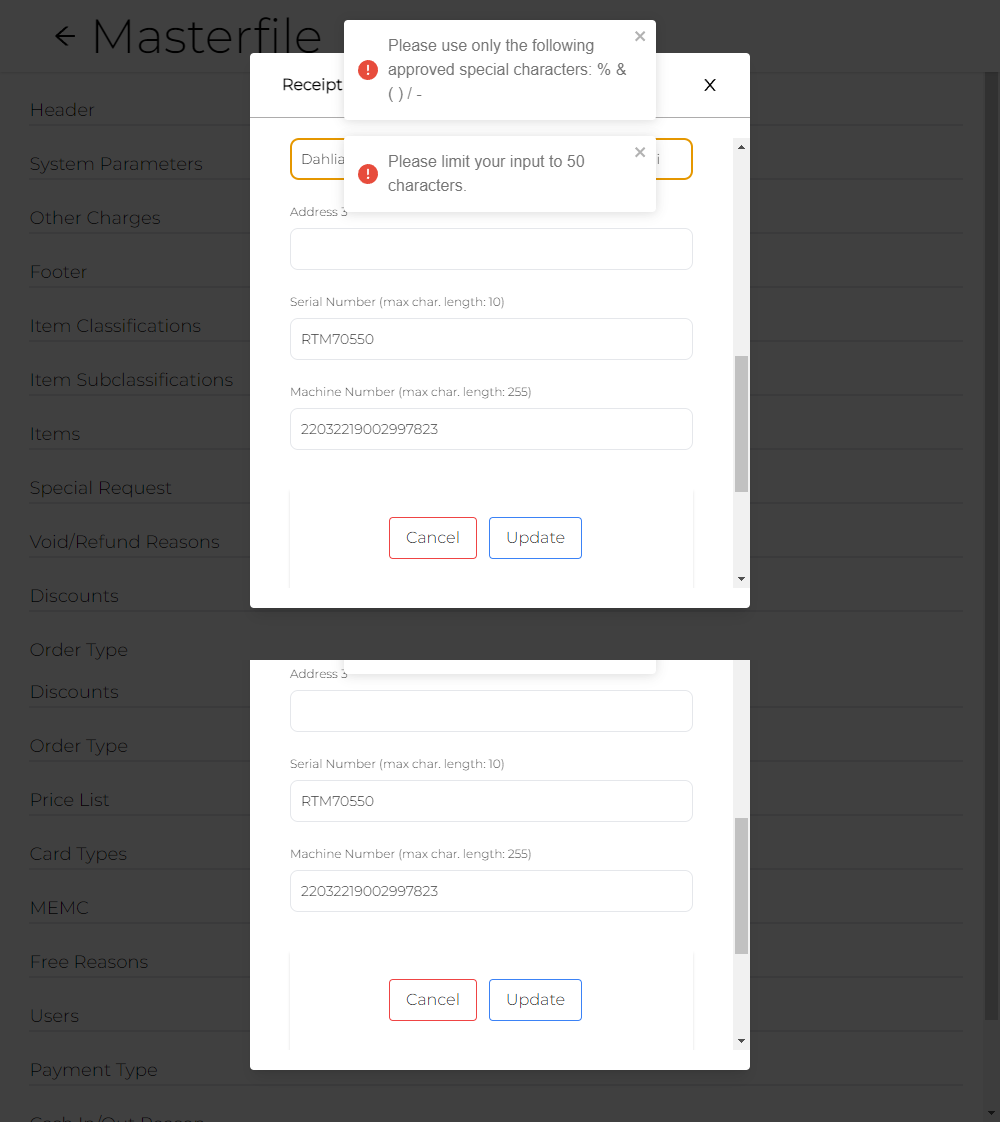 Masterfile
Please use only the following
approved special characters: % &
( ) / -
Receipt
X
Header
Dahlia
i
Please limit your input to 50
characters.
System Parameters
Address 3
Other Charges
Footer
Serial Number (max char. length: 10)
Item Classifications
RTM70550
Item Subclassifications
Machine Number (max char. length: 255)
Items
22032219002997823
Special Request
Void/Refund Reasons
Cancel
Update
Discounts
Order Type
Address 3
Discounts
Order Type
Serial Number (max char. length: 10)
Price List
RTM70550
Card Types
Machine Number (max char. length: 255)
MEMC
22032219002997823
Free Reasons
Cancel
Update
Users
Payment Type
Cash In/Out Reason